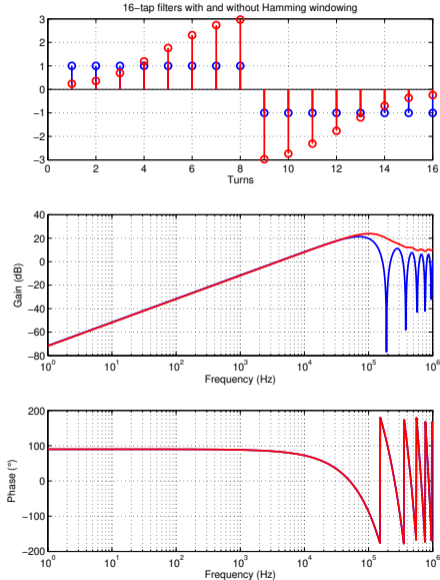 16-tap filters with and without Hamming windowing
3
2
1
0
−1
−2
−3
0 2 4 6 8 10 12 14 16
Turns
40
20
0
−20
−40
−60
−80
Gain (dB)
10^0 10^1 10^2 10^3 10^4 10^5 10^6
Frequency (Hz)
200
100
0
−100
−200
Phase (°)
10^0 10^1 10^2 10^3 10^4 10^5 10^6
Frequency (Hz)